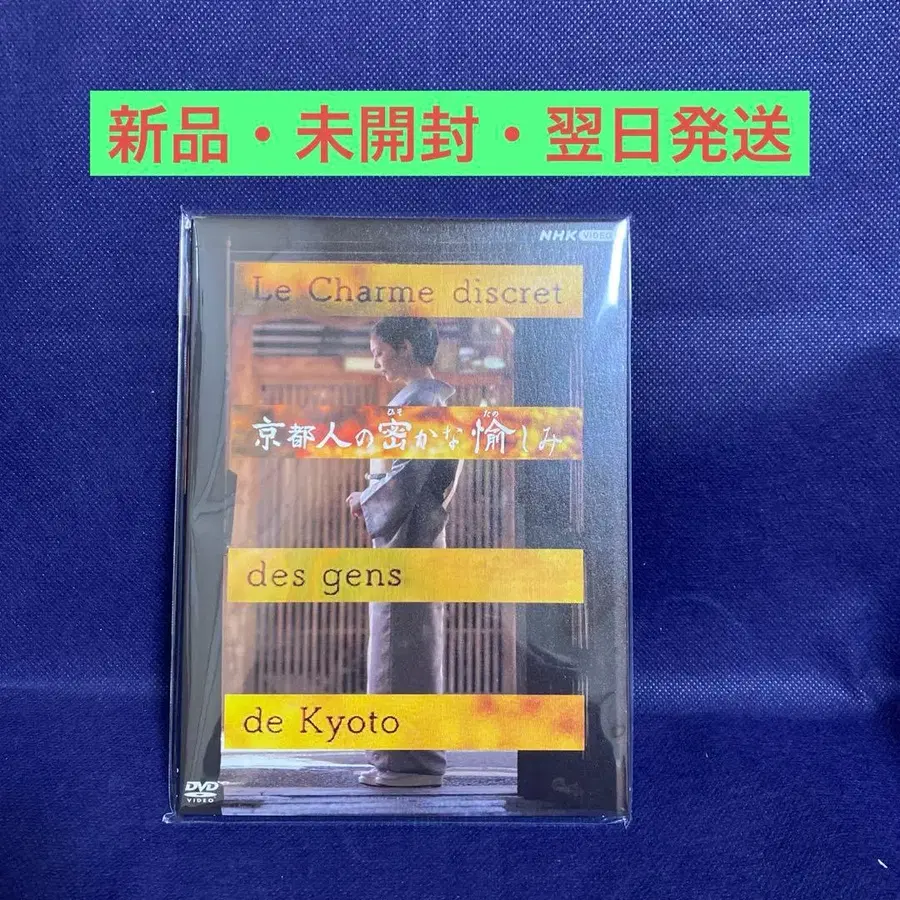 新品・未開封・翌日発送
NHK VIDEO
Le Charme discret
京都人の密かな愉しみ
des gens
de Kyoto
DVD
VIDEO